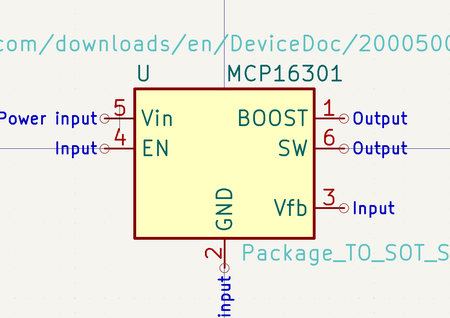 com/downloads/en/DeviceDoc/2000500
U MCP16301
Power input 5 Vin BOOST 1 Output
Input 4 EN SW 6 Output
GND Vfb 3 Input
2 Package_TO_SOT_S
input